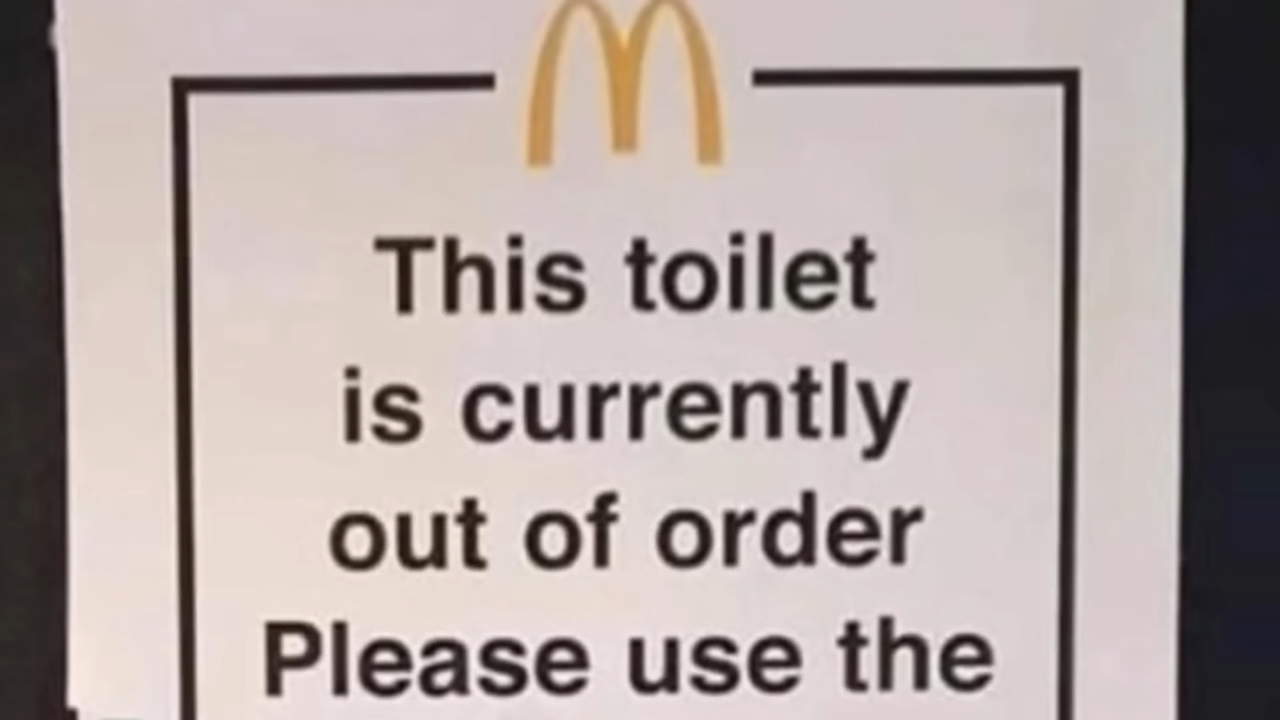 This toilet
is currently
out of order
Please use the